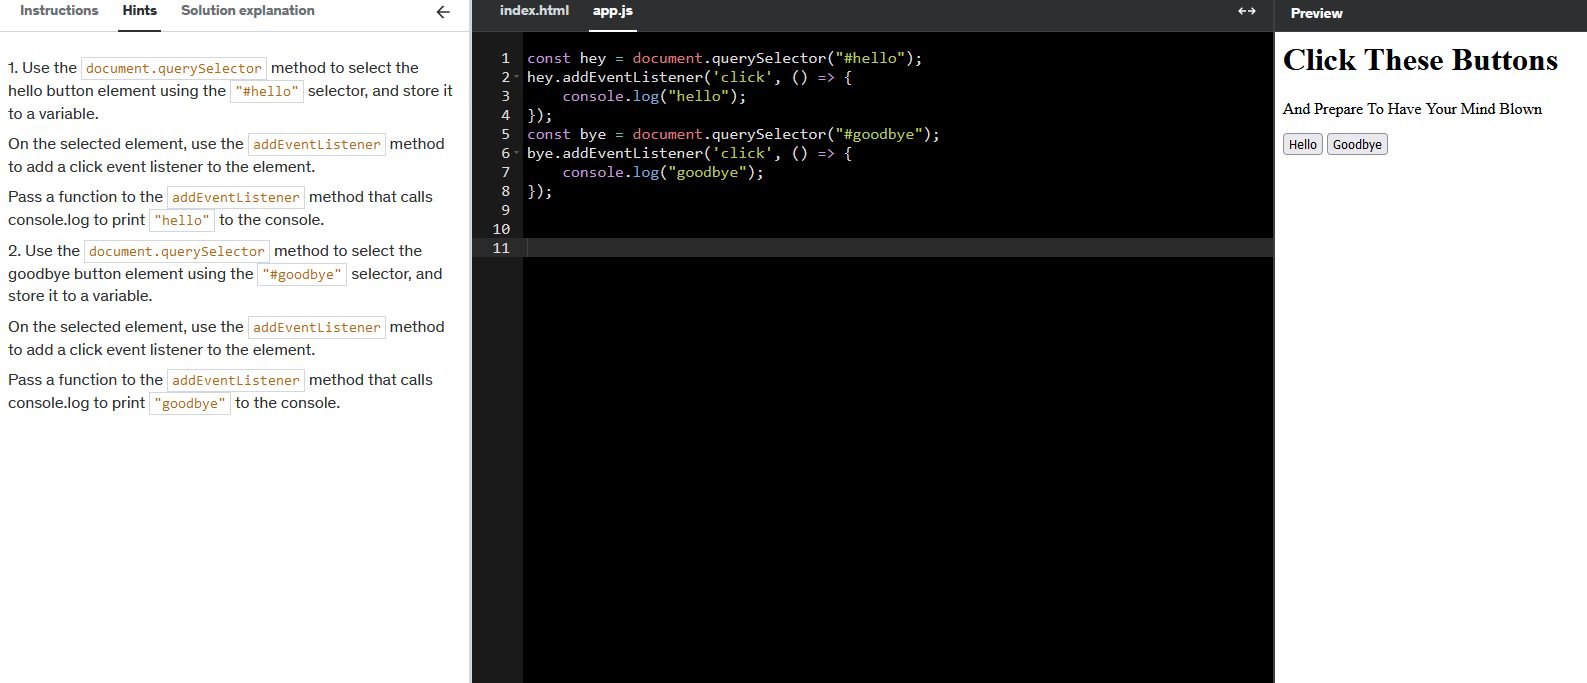 Instructions Hints Solution explanation ←
1. Use the document.querySelector method to select the
hello button element using the "#hello" selector, and store it
to a variable.
On the selected element, use the addEventListener method
to add a click event listener to the element.
Pass a function to the addEventListener method that calls
console.log to print "hello" to the console.
2. Use the document.querySelector method to select the
goodbye button element using the "#goodbye" selector, and
store it to a variable.
On the selected element, use the addEventListener method
to add a click event listener to the element.
Pass a function to the addEventListener method that calls
console.log to print "goodbye" to the console.
index.html app.js
1 const hey = document.querySelector("#hello");
2 hey.addEventListener('click', () => {
3 console.log("hello");
4 });
5 const bye = document.querySelector("#goodbye");
6 bye.addEventListener('click', () => {
7 console.log("goodbye");
8 });
9
10
11
Preview
Click These Buttons
And Prepare To Have Your Mind Blown
Hello Goodbye